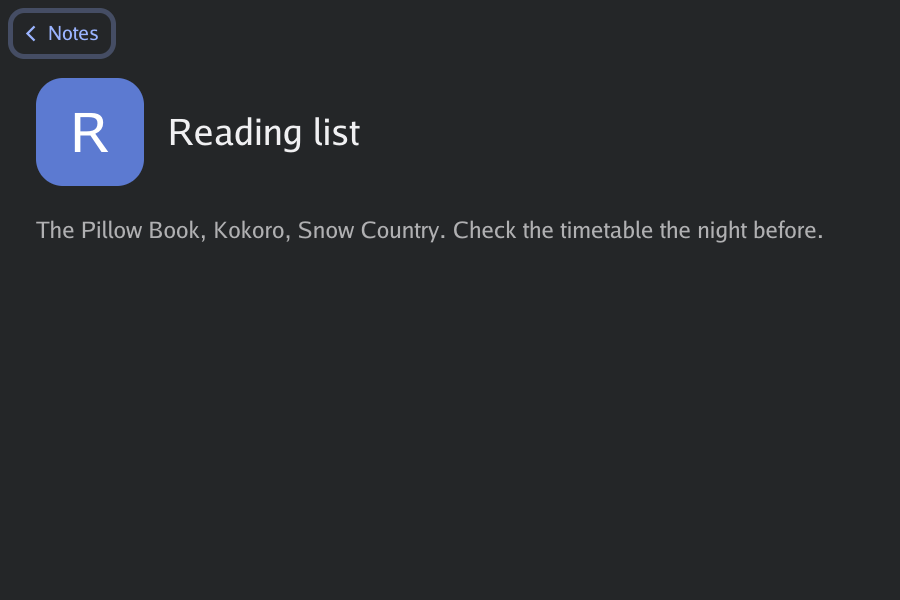 Notes
R
Reading list
The Pillow Book, Kokoro, Snow Country. Check the timetable the night before.